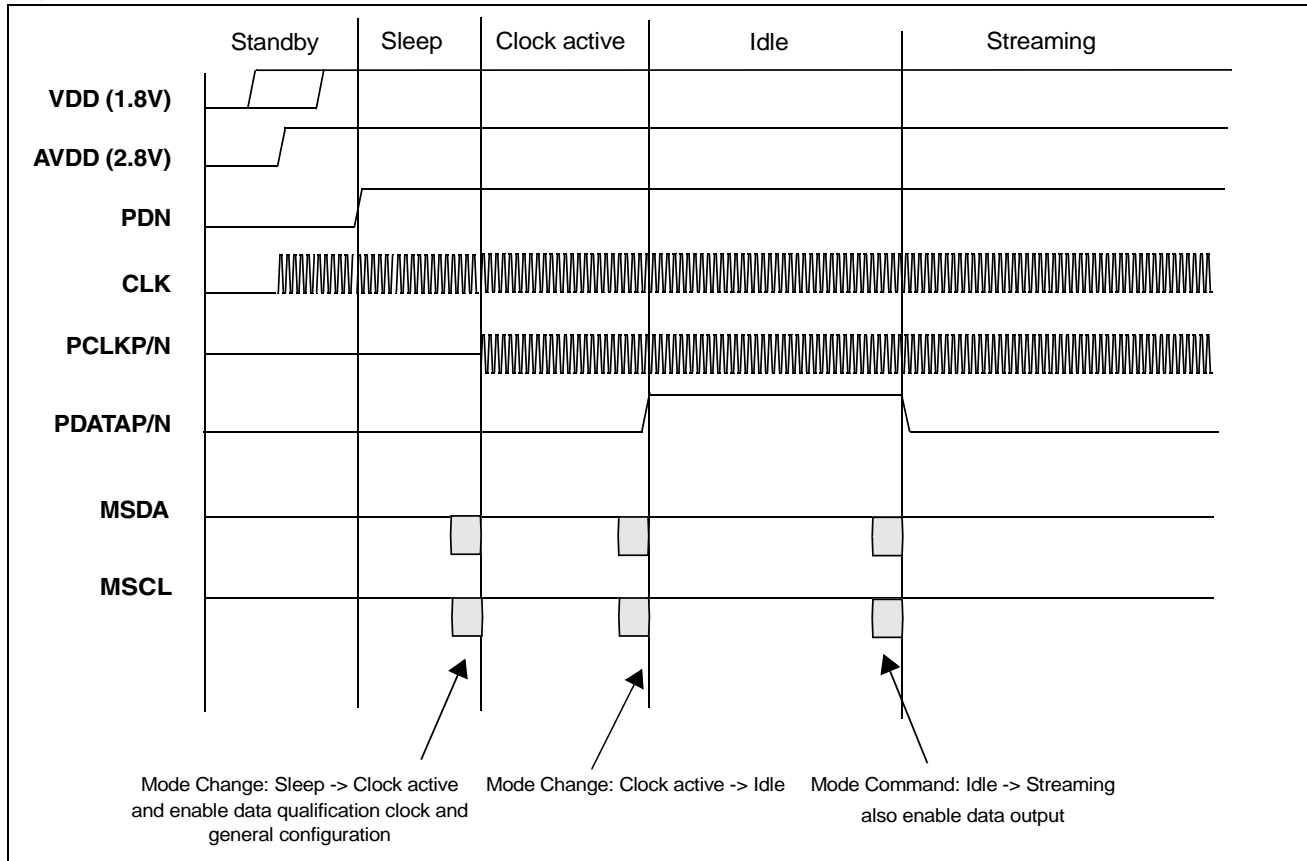 Standby Sleep Clock active Idle Streaming
VDD (1.8V)
AVDD (2.8V)
PDN
CLK
PCLKP/N
PDATAP/N
MSDA
MSCL
Mode Change: Sleep -> Clock active
and enable data qualification clock and
general configuration
Mode Change: Clock active -> Idle
Mode Command: Idle -> Streaming
also enable data output